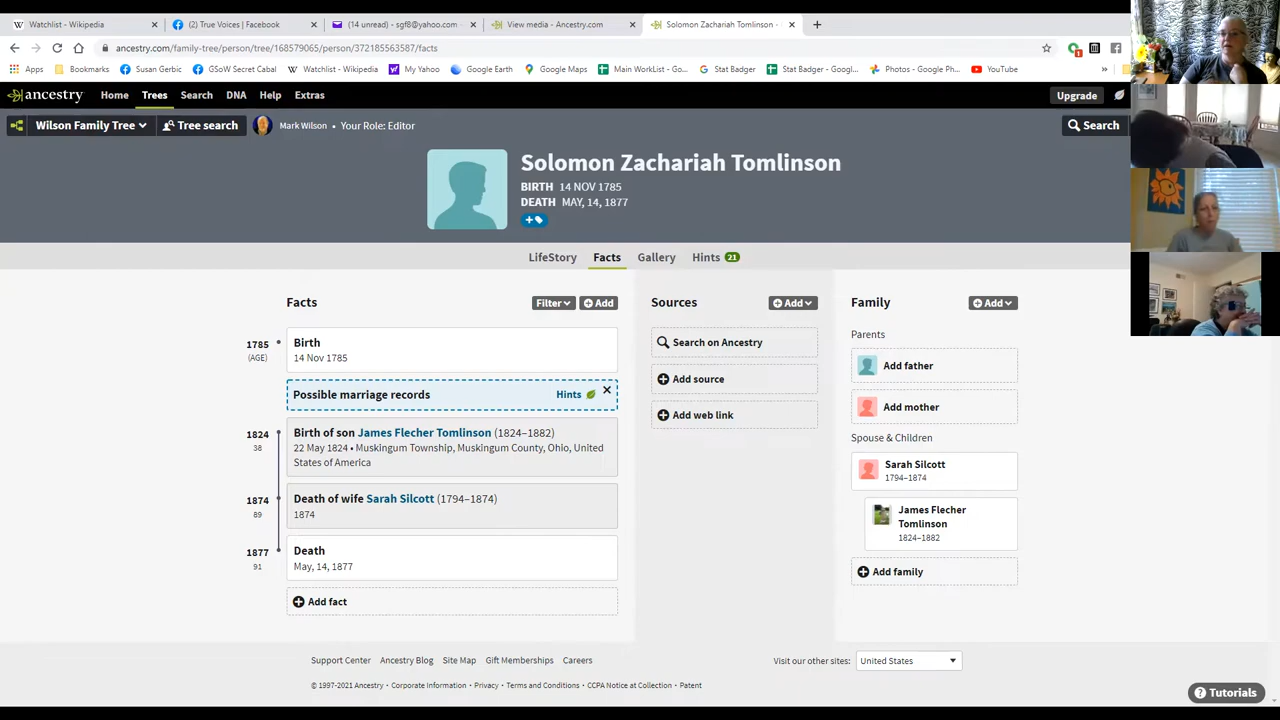 Watchlist - Wikipedia
(2) True Voices | Facebook
(14 unread) - sgf8@yahoo.com
View media - Ancestry.com
Solomon Zachariah Tomlinson -
ancestry.com/family-tree/person/tree/168579065/person/372185563587/facts
Apps
Bookmarks
Susan Gerbic
GSoW Secret Cabal
Watchlist - Wikipedia
My Yahoo
Google Earth
Google Maps
Main WorkList - Go...
Stat Badger
Stat Badger - Googl...
Photos - Google Ph...
YouTube
ancestry
Home
Trees
Search
DNA
Help
Extras
Upgrade
Wilson Family Tree
Tree search
Mark Wilson • Your Role: Editor
Search
Solomon Zachariah Tomlinson
BIRTH 14 NOV 1785
DEATH MAY, 14, 1877
LifeStory
Facts
Gallery
Hints 21
Facts
Filter
Add
1785
(AGE)
Birth
14 Nov 1785
Possible marriage records
Hints
1824
38
Birth of son James Flecher Tomlinson (1824–1882)
22 May 1824 • Muskingum Township, Muskingum County, Ohio, United
States of America
1874
89
Death of wife Sarah Silcott (1794–1874)
1874
1877
91
Death
May, 14, 1877
Add fact
Sources
Add
Search on Ancestry
Add source
Add web link
Family
Add
Parents
Add father
Add mother
Spouse & Children
Sarah Silcott
1794–1874
James Flecher
Tomlinson
1824–1882
Add family
Support Center
Ancestry Blog
Site Map
Gift Memberships
Careers
Visit our other sites:
United States
© 1997-2021 Ancestry • Corporate Information • Privacy • Terms and Conditions • CCPA Notice at Collection • Patent
Tutorials